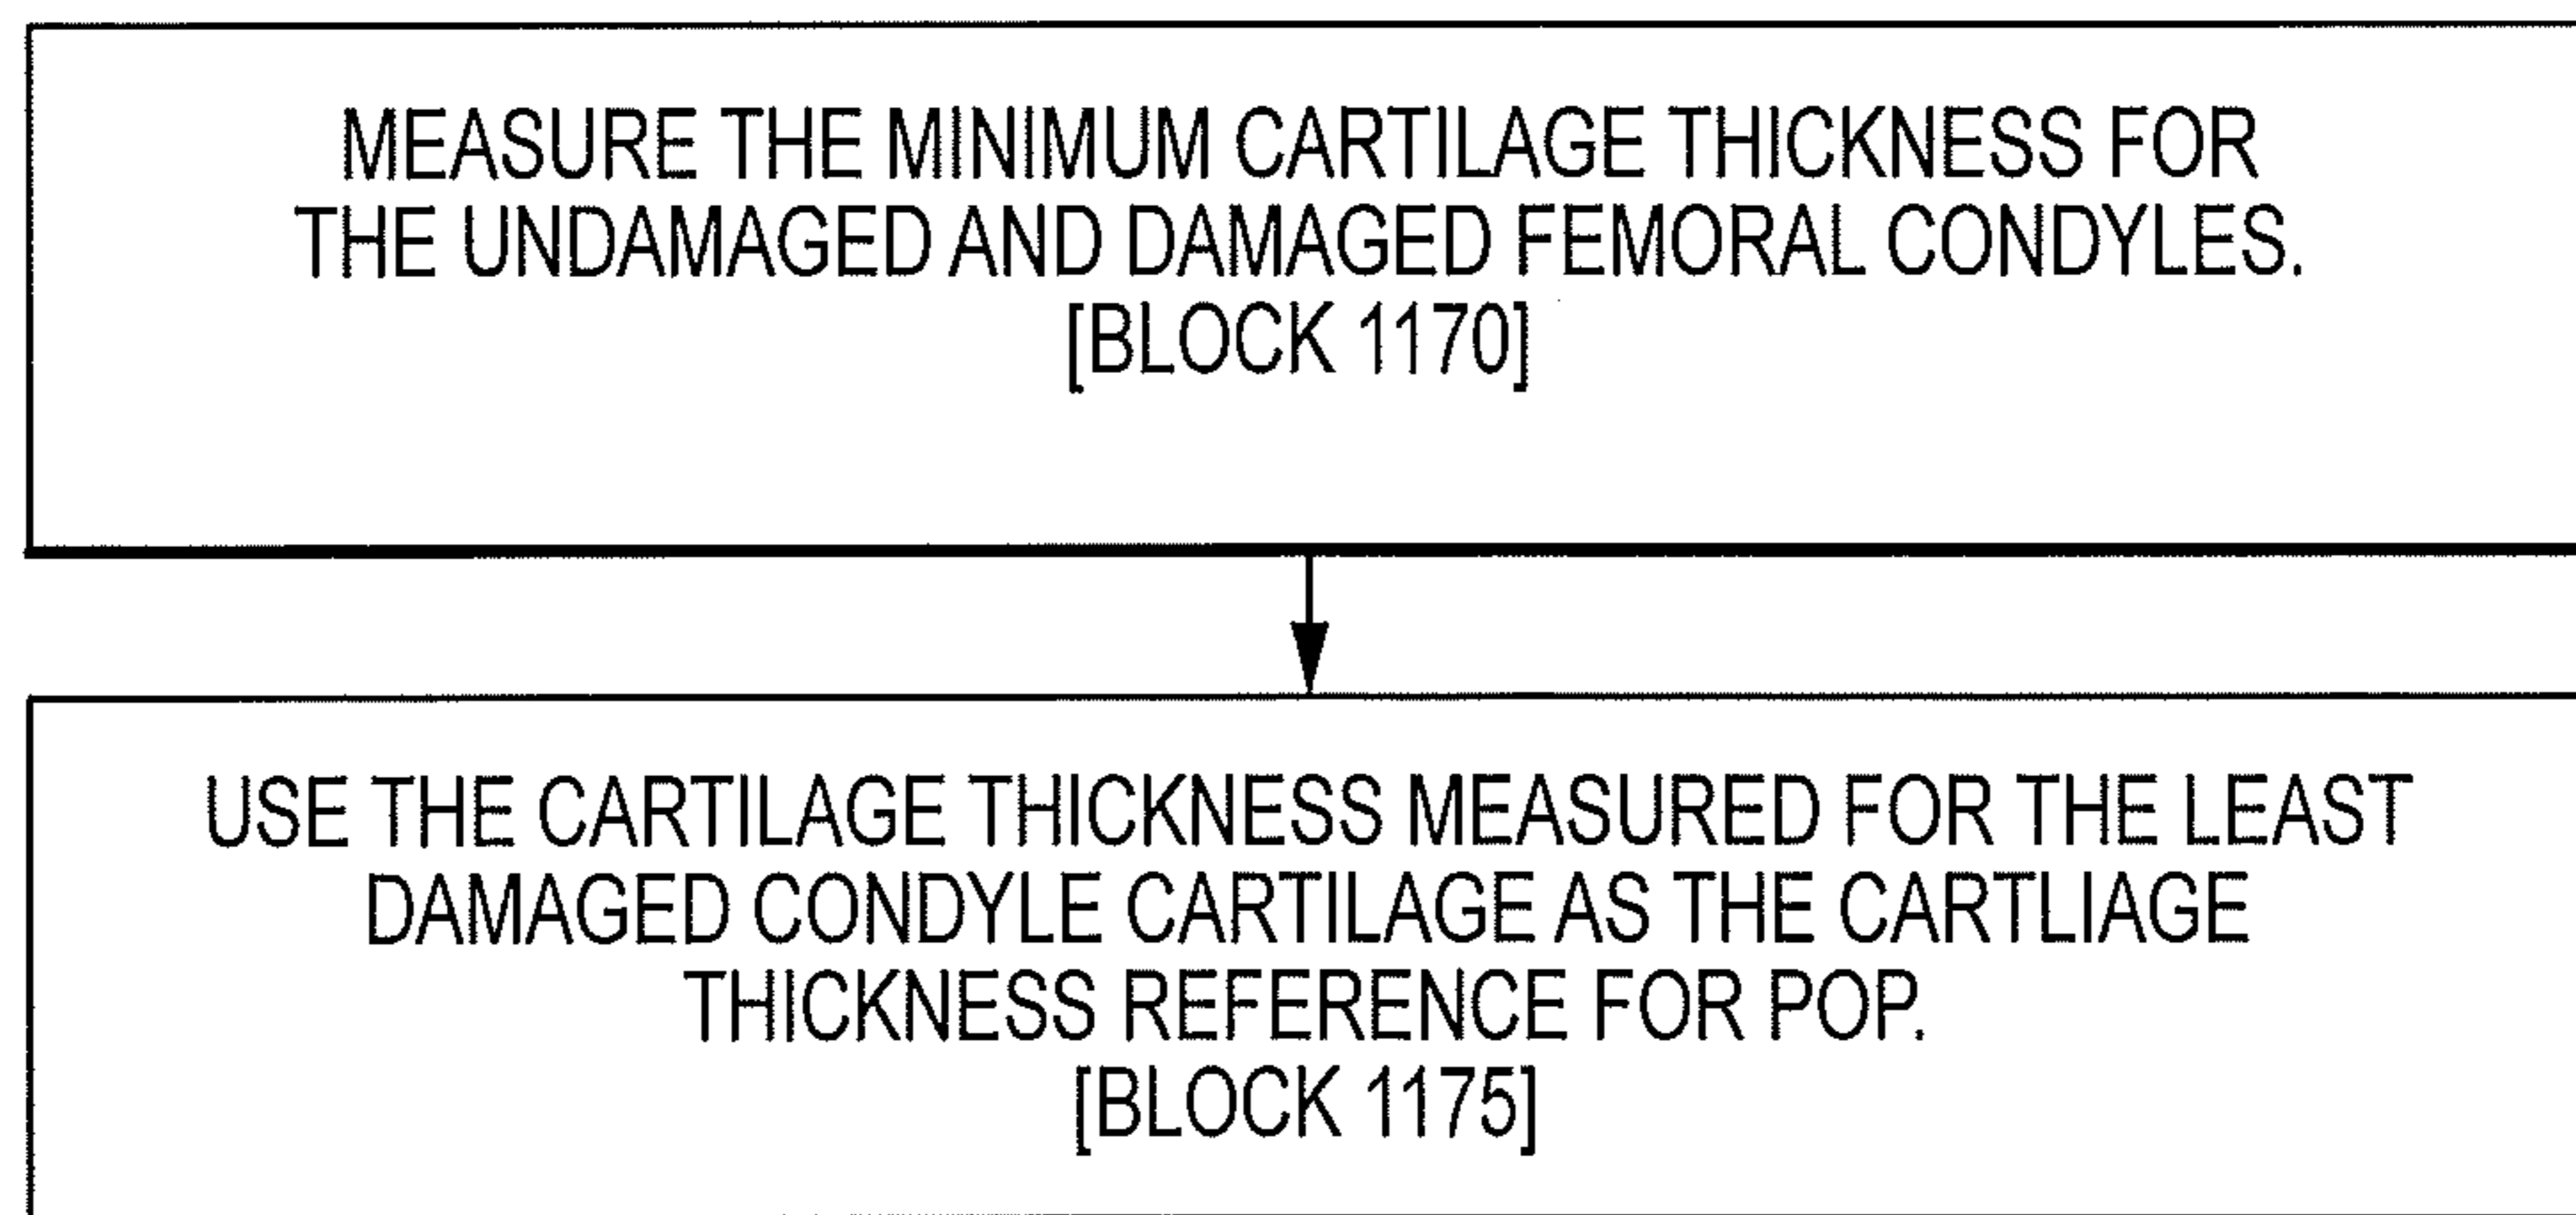 MEASURE THE MINIMUM CARTILAGE THICKNESS FOR
THE UNDAMAGED AND DAMAGED FEMORAL CONDYLES.
[BLOCK 1170]
USE THE CARTILAGE THICKNESS MEASURED FOR THE LEAST
DAMAGED CONDYLE CARTILAGE AS THE CARTLIAGE
THICKNESS REFERENCE FOR POP.
[BLOCK 1175]